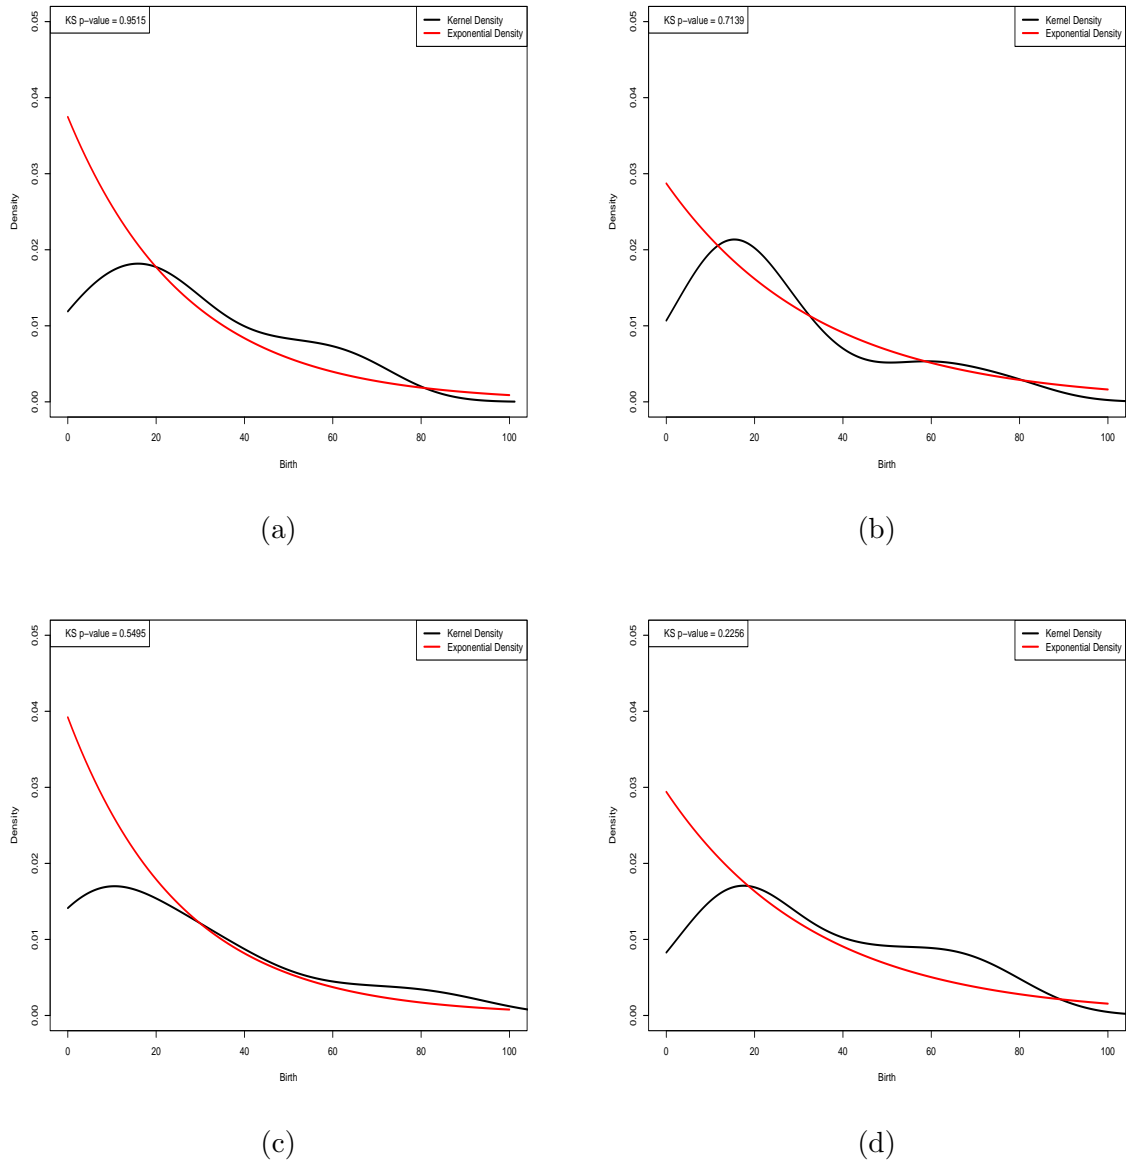 KS p−value = 0.9515
Kernel Density
Exponential Density
0.05
0.04
0.03
0.02
0.01
0.00
Density
0 20 40 60 80 100
Birth
(a)
KS p−value = 0.7139
Kernel Density
Exponential Density
0.05
0.04
0.03
0.02
0.01
0.00
Density
0 20 40 60 80 100
Birth
(b)
KS p−value = 0.5495
Kernel Density
Exponential Density
0.05
0.04
0.03
0.02
0.01
0.00
Density
0 20 40 60 80 100
Birth
(c)
KS p−value = 0.2256
Kernel Density
Exponential Density
0.05
0.04
0.03
0.02
0.01
0.00
Density
0 20 40 60 80 100
Birth
(d)